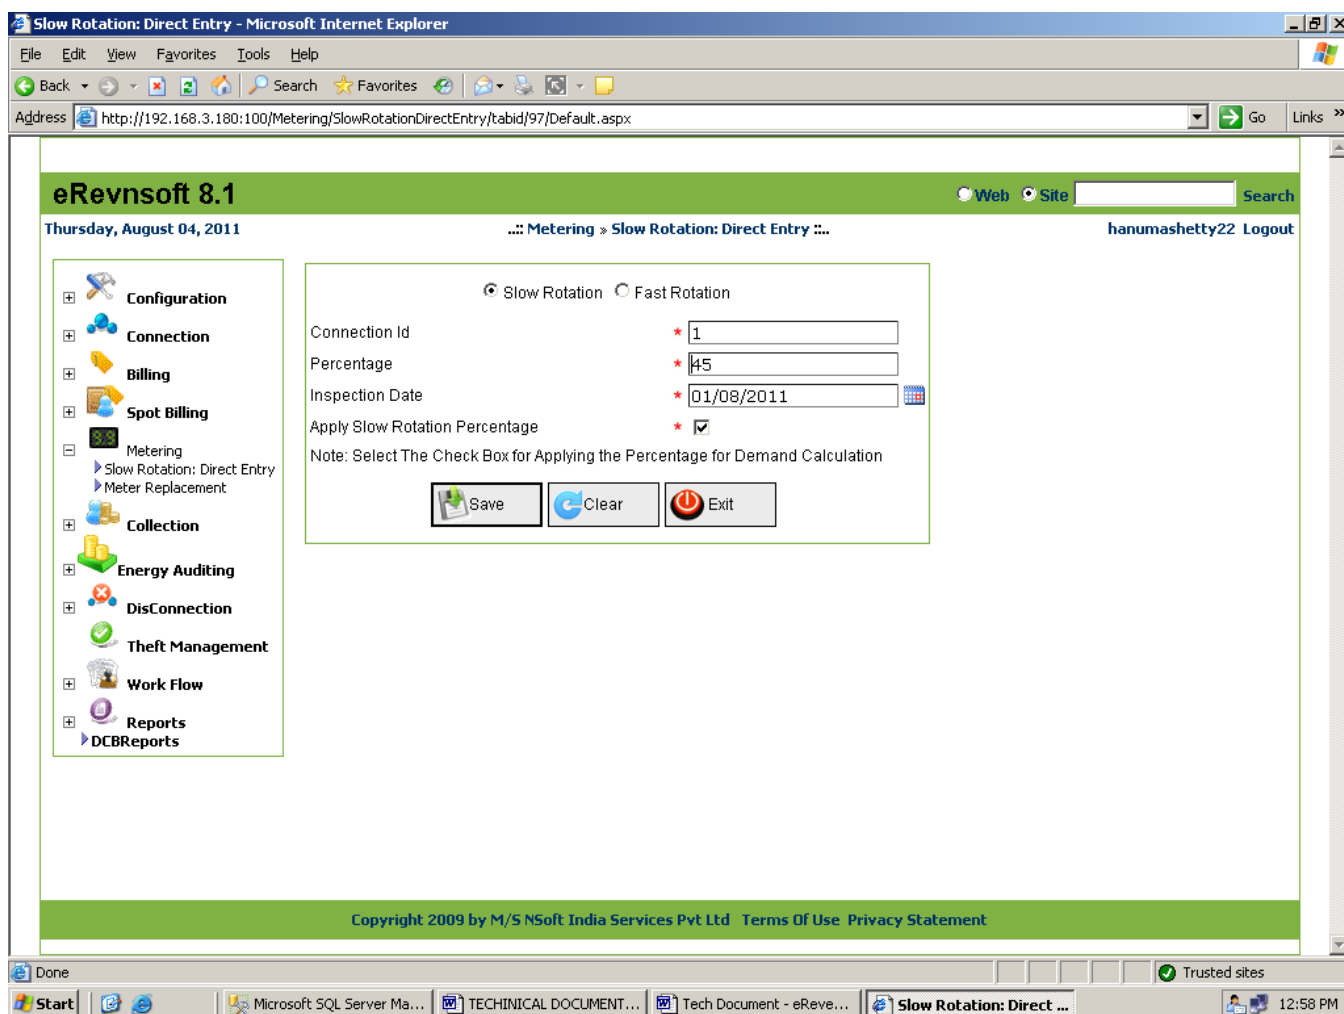 Slow Rotation: Direct Entry - Microsoft Internet Explorer
File Edit View Favorites Tools Help
Back Search Favorites
Address http://192.168.3.180:100/Metering/SlowRotationDirectEntry/tabid/97/Default.aspx Go Links »
eRevnsoft 8.1 Web Site Search
Thursday, August 04, 2011 ..:: Metering » Slow Rotation: Direct Entry ::.. hanumashetty22 Logout
Configuration
Connection
Billing
Spot Billing
Metering
Slow Rotation: Direct Entry
Meter Replacement
Collection
Energy Auditing
DisConnection
Theft Management
Work Flow
Reports
DCBReports
Slow Rotation Fast Rotation
Connection Id * 1
Percentage * 45
Inspection Date * 01/08/2011
Apply Slow Rotation Percentage *
Note: Select The Check Box for Applying the Percentage for Demand Calculation
Save Clear Exit
Copyright 2009 by M/S NSoft India Services Pvt Ltd Terms Of Use Privacy Statement
Done Trusted sites
Start Microsoft SQL Server Ma... TECHINICAL DOCUMENT... Tech Document - eReve... Slow Rotation: Direct ... 12:58 PM